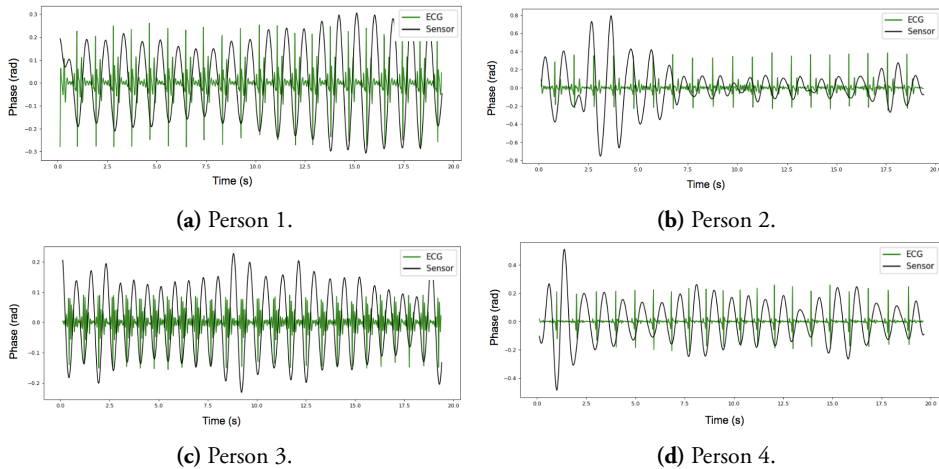 ECG
Sensor
Phase (rad)
0.3
0.2
0.1
0.0
−0.1
−0.2
−0.3
0.0 2.5 5.0 7.5 10.0 12.5 15.0 17.5 20.0
Time (s)
(a) Person 1.
ECG
Sensor
Phase (rad)
0.8
0.6
0.4
0.2
0.0
−0.2
−0.4
−0.6
−0.8
0.0 2.5 5.0 7.5 10.0 12.5 15.0 17.5 20.0
Time (s)
(b) Person 2.
ECG
Sensor
Phase (rad)
0.2
0.1
0.0
−0.1
−0.2
0.0 2.5 5.0 7.5 10.0 12.5 15.0 17.5 20.0
Time (s)
(c) Person 3.
ECG
Sensor
Phase (rad)
0.4
0.2
0.0
−0.2
−0.4
0.0 2.5 5.0 7.5 10.0 12.5 15.0 17.5 20.0
Time (s)
(d) Person 4.